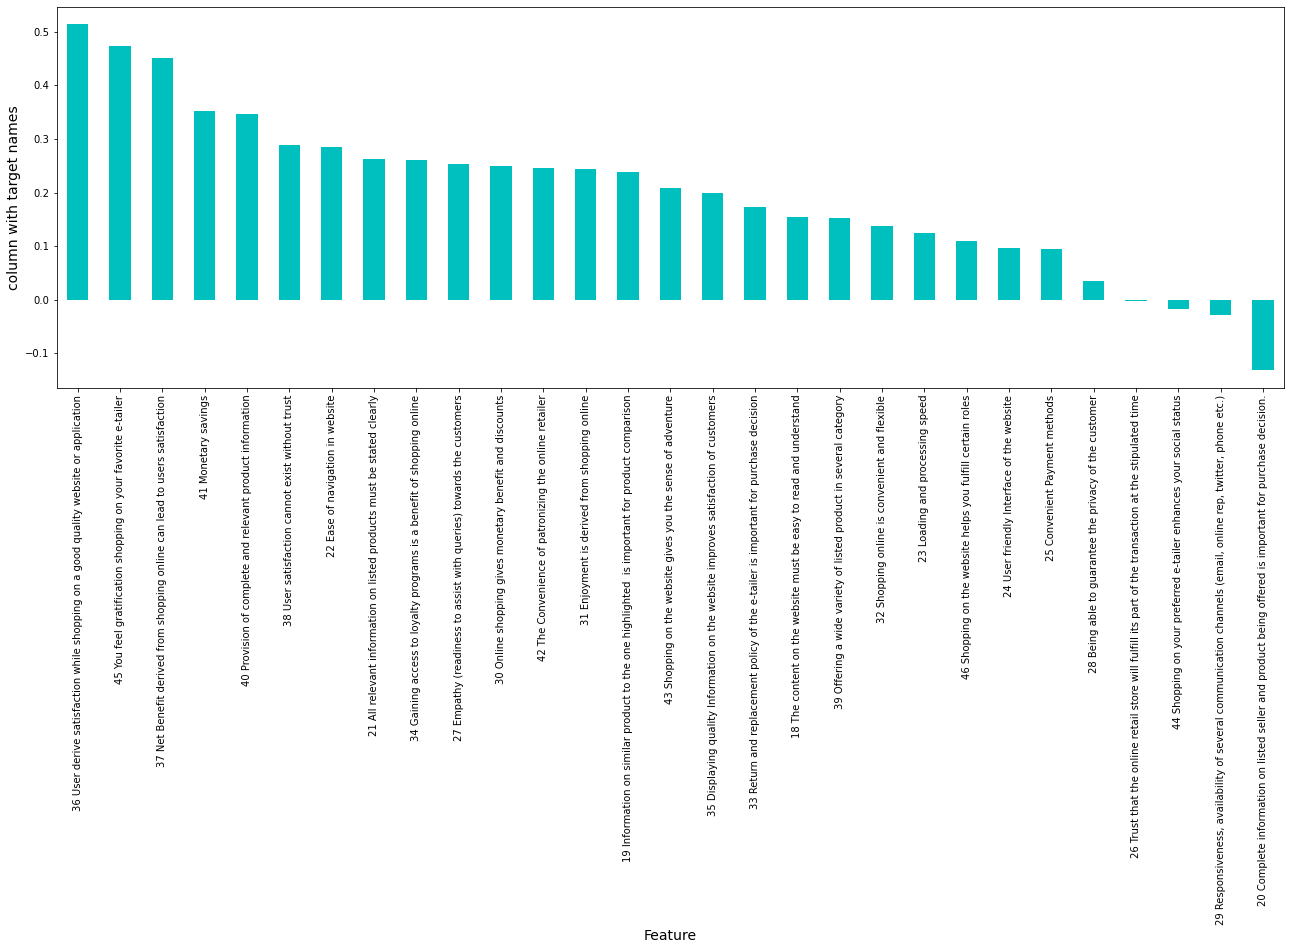 column with target names
0.5
0.4
0.3
0.2
0.1
0.0
−0.1
36 User derive satisfaction while shopping on a good quality website or application
45 You feel gratification shopping on your favorite e-tailer
37 Net Benefit derived from shopping online can lead to users satisfaction
41 Monetary savings
40 Provision of complete and relevant product information
38 User satisfaction cannot exist without trust
22 Ease of navigation in website
21 All relevant information on listed products must be stated clearly
34 Gaining access to loyalty programs is a benefit of shopping online
27 Empathy (readiness to assist with queries) towards the customers
30 Online shopping gives monetary benefit and discounts
42 The Convenience of patronizing the online retailer
31 Enjoyment is derived from shopping online
19 Information on similar product to the one highlighted  is important for product comparison
43 Shopping on the website gives you the sense of adventure
35 Displaying quality Information on the website improves satisfaction of customers
33 Return and replacement policy of the e-tailer is important for purchase decision
18 The content on the website must be easy to read and understand
39 Offering a wide variety of listed product in several category
32 Shopping online is convenient and flexible
23 Loading and processing speed
46 Shopping on the website helps you fulfill certain roles
24 User friendly Interface of the website
25 Convenient Payment methods
28 Being able to guarantee the privacy of the customer
26 Trust that the online retail store will fulfill its part of the transaction at the stipulated time
44 Shopping on your preferred e-tailer enhances your social status
29 Responsiveness, availability of several communication channels (email, online rep, twitter, phone etc.)
20 Complete information on listed seller and product being offered is important for purchase decision.
Feature